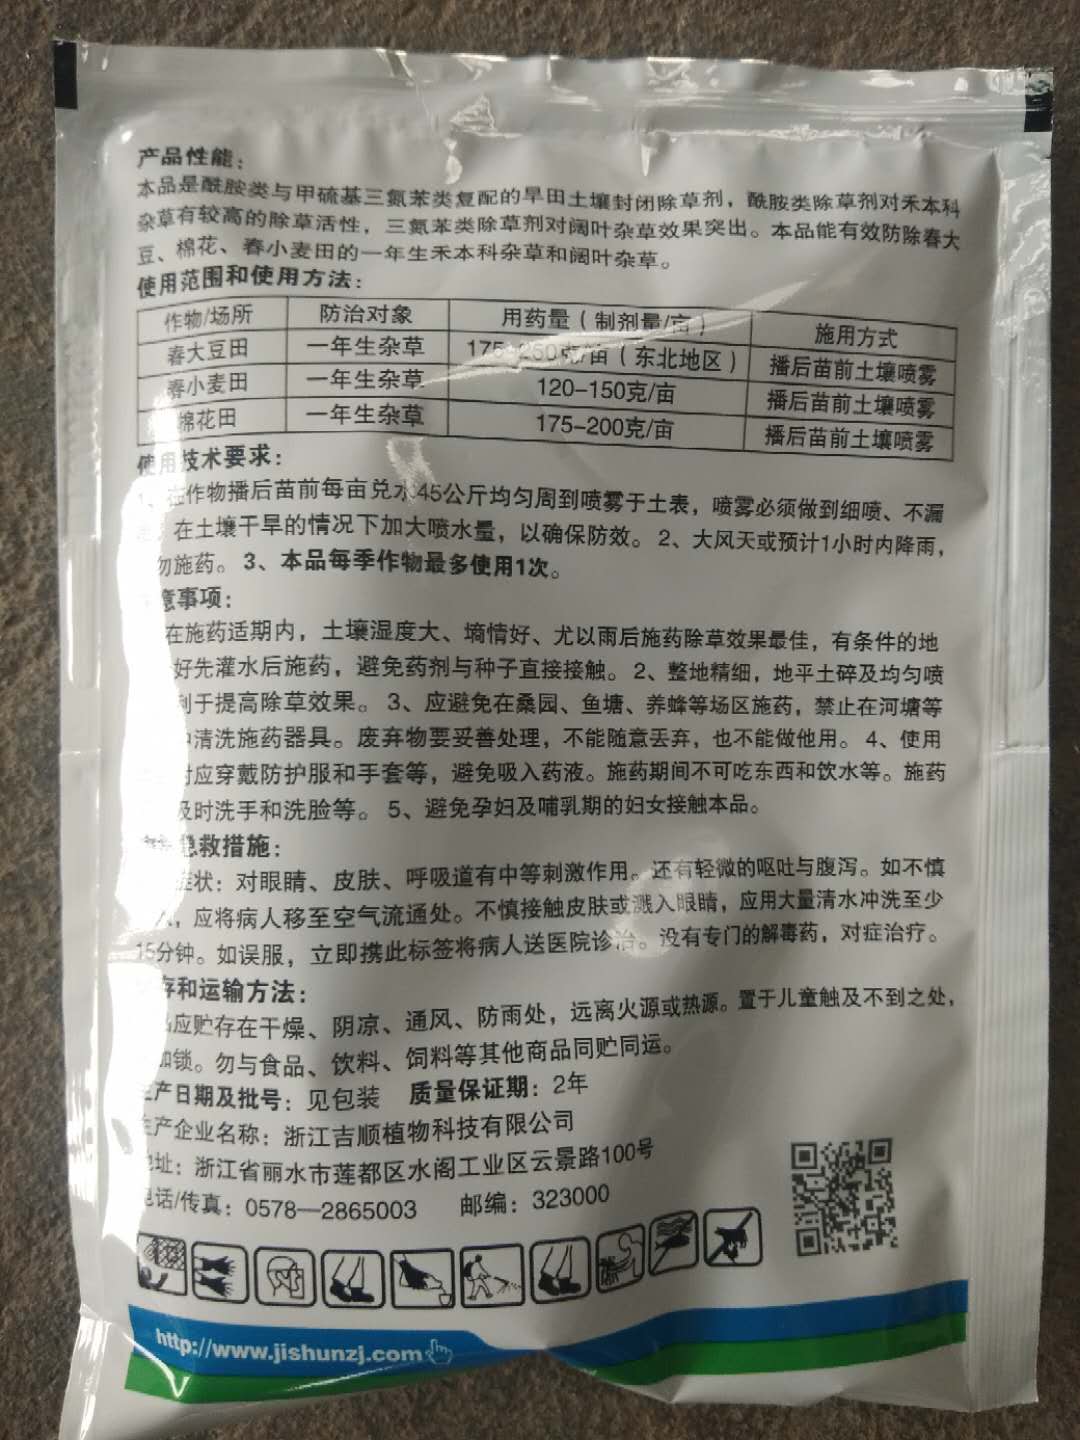 产品性能：
本品是酰胺类与甲硫基三氮苯类复配的旱田土壤封闭除草剂，酰胺类除草剂对禾本科
杂草有较高的除草活性，三氮苯类除草剂对阔叶杂草效果突出。本品能有效防除春大
豆、棉花、春小麦田的一年生禾本科杂草和阔叶杂草。
使用范围和使用方法：
作物/场所 防治对象 用药量（制剂量/亩） 施用方式
春大豆田 一年生杂草 175-250克/亩（东北地区） 播后苗前土壤喷雾
春小麦田 一年生杂草 120-150克/亩 播后苗前土壤喷雾
棉花田 一年生杂草 175-200克/亩 播后苗前土壤喷雾
使用技术要求：
1、在作物播后苗前每亩兑水45公斤均匀周到喷雾于土表，喷雾必须做到细喷、不漏
在土壤干旱的情况下加大喷水量，以确保防效。2、大风天或预计1小时内降雨，
勿施药。3、本品每季作物最多使用1次。
意事项：
在施药适期内，土壤湿度大、墒情好、尤以雨后施药除草效果最佳，有条件的地
好先灌水后施药，避免药剂与种子直接接触。2、整地精细，地平土碎及均匀喷
利于提高除草效果。3、应避免在桑园、鱼塘、养蜂等场区施药，禁止在河塘等
中清洗施药器具。废弃物要妥善处理，不能随意丢弃，也不能做他用。4、使用
时应穿戴防护服和手套等，避免吸入药液。施药期间不可吃东西和饮水等。施药
及时洗手和洗脸等。5、避免孕妇及哺乳期的妇女接触本品。
急救措施：
症状：对眼睛、皮肤、呼吸道有中等刺激作用。还有轻微的呕吐与腹泻。如不慎
，应将病人移至空气流通处。不慎接触皮肤或溅入眼睛，应用大量清水冲洗至少
15分钟。如误服，立即携此标签将病人送医院诊治。没有专门的解毒药，对症治疗。
存和运输方法：
品应贮存在干燥、阴凉、通风、防雨处，远离火源或热源。置于儿童触及不到之处，
加锁。勿与食品、饮料、饲料等其他商品同贮同运。
生产日期及批号：见包装 质量保证期：2年
生产企业名称：浙江吉顺植物科技有限公司
地址：浙江省丽水市莲都区水阁工业区云景路100号
电话/传真：0578—2865003 邮编：323000
http://www.jishunzj.com